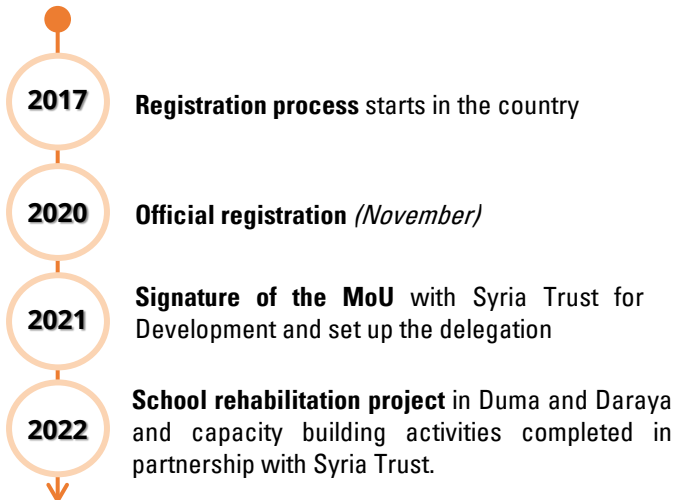 2017
Registration process starts in the country
2020
Official registration (November)
2021
Signature of the MoU with Syria Trust for
Development and set up the delegation
2022
School rehabilitation project in Duma and Daraya
and capacity building activities completed in
partnership with Syria Trust.